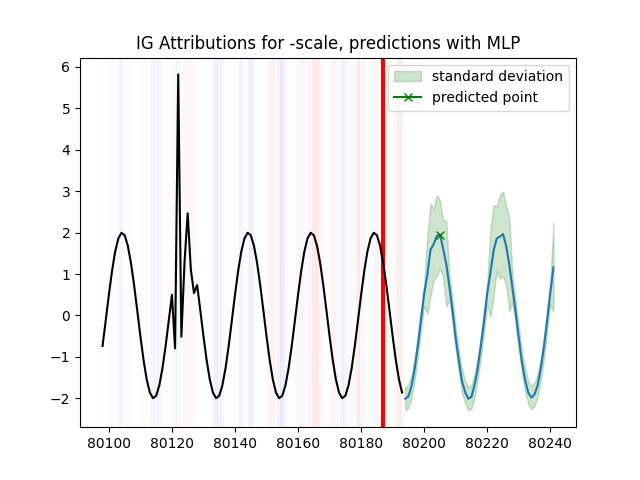 IG Attributions for -scale, predictions with MLP
standard deviation
predicted point
6
5
4
3
2
1
0
−1
−2
80100 80120 80140 80160 80180 80200 80220 80240